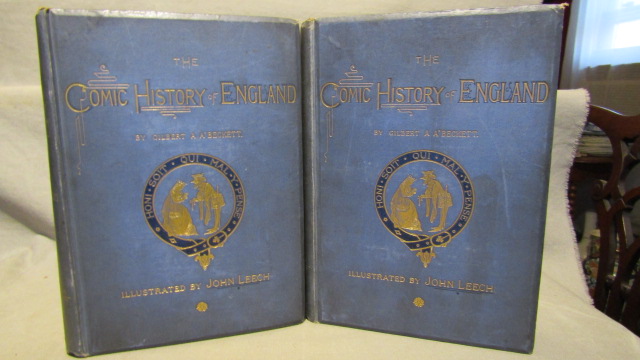 THE
COMIC HISTORY of ENGLAND
BY GILBERT A. A'BECKETT.
HONI · SOIT · QUI · MAL · Y · PENSE
ILLUSTRATED BY JOHN LEECH
THE
COMIC HISTORY of ENGLAND
BY GILBERT A. A'BECKETT.
HONI · SOIT · QUI · MAL · Y · PENSE
ILLUSTRATED BY JOHN LEECH